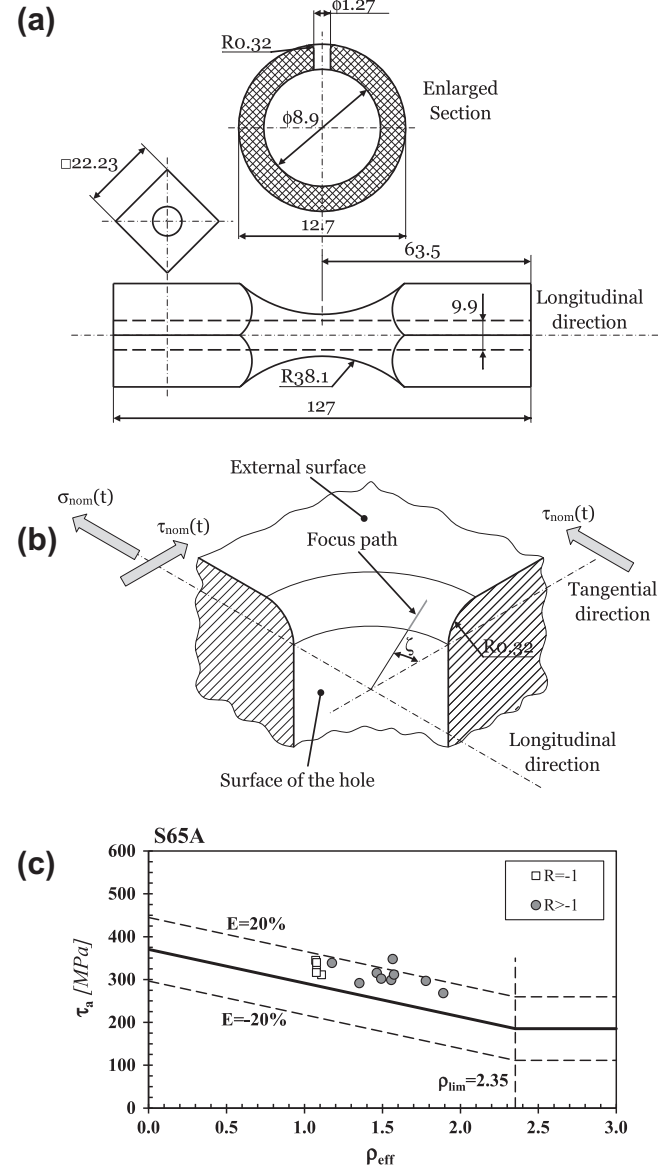 (a)
ϕ1.27
R0.32
Enlarged
Section
ϕ8.9
□22.23
12.7
63.5
9.9
Longitudinal
direction
R38.1
127
(b)
External surface
σnom(t)
τnom(t)
τnom(t)
Focus path
Tangential
direction
R0.32
ζ
Longitudinal
direction
Surface of the hole
(c)
S65A
600
500
400
300
200
100
0
τa [MPa]
R=-1
R>-1
E=20%
E=-20%
ρlim=2.35
0.0 0.5 1.0 1.5 2.0 2.5 3.0
ρeff